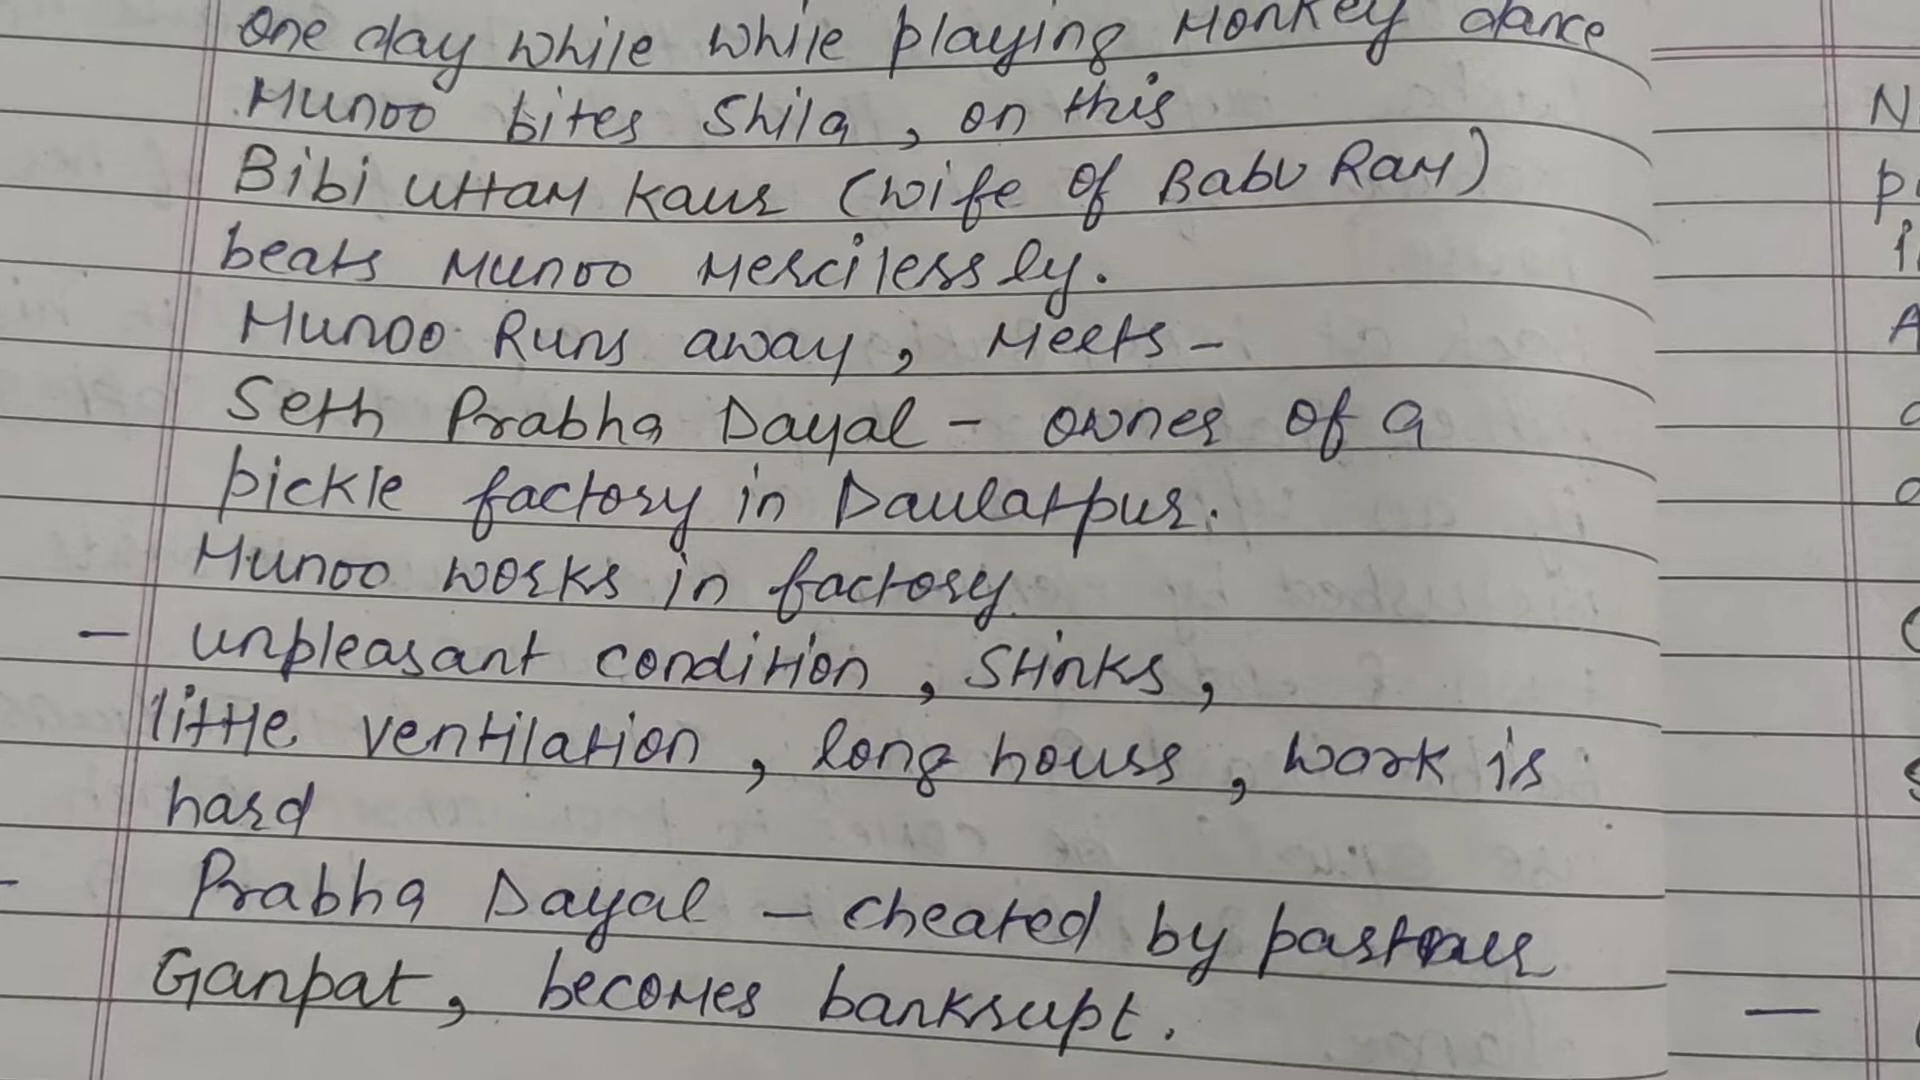 One day while while playing Monkey dance
Munoo bites Shila, on this
Bibi Uttam Kaur (wife of Babu Ram)
beats Munoo Mercilessly.
Munoo Runs away, Meets -
Seth Prabha Dayal - owner of a
pickle factory in Daulatpur.
Munoo works in factory.
- unpleasant condition, Stinks,
little ventilation, long hours, work is
hard
- Prabha Dayal - cheated by partner
Ganpat, becomes bankrupt.